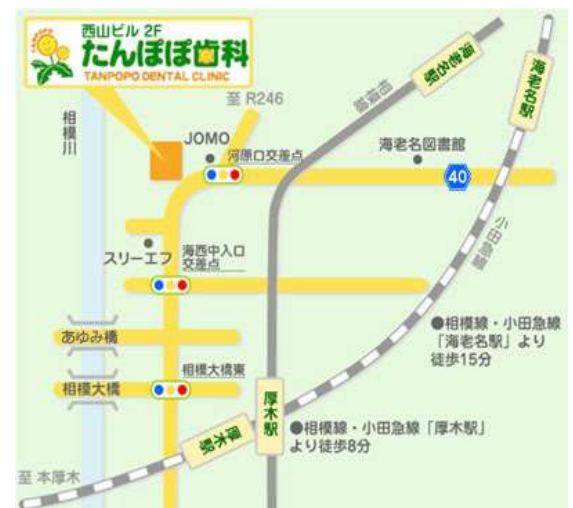 西山ビル 2F
たんぽぽ歯科
TANPOPO DENTAL CLINIC
TANPOPO
海老名駅
海老名駅
相模線
至 R246
相模川
JOMO
河原口交差点
海老名図書館
40
小田急線
スリーエフ
海西中入口
交差点
あゆみ橋
●相模線・小田急線
「海老名駅」より
徒歩15分
相模大橋
相模大橋東
厚木駅
厚木駅
●相模線・小田急線「厚木駅」
より徒歩8分
至 本厚木